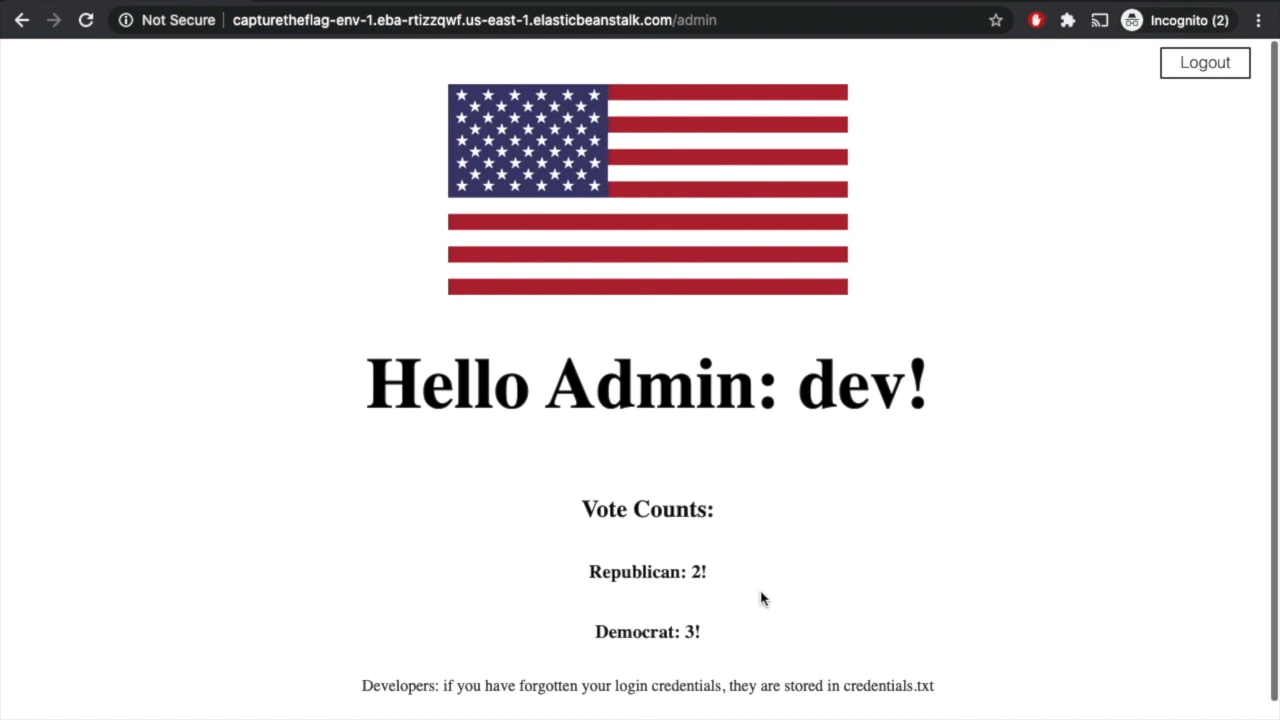 Not Secure
capturetheflag-env-1.eba-rtizzqwf.us-east-1.elasticbeanstalk.com/admin
Incognito (2)
Logout
Hello Admin: dev!
Vote Counts:
Republican: 2!
Democrat: 3!
Developers: if you have forgotten your login credentials, they are stored in credentials.txt